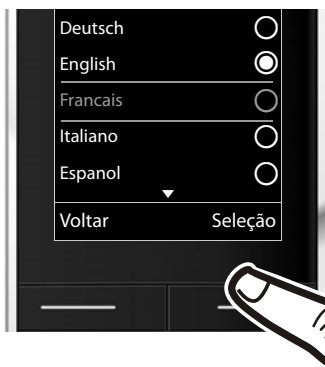 Deutsch
English
Francais
Italiano
Espanol
Voltar Seleção